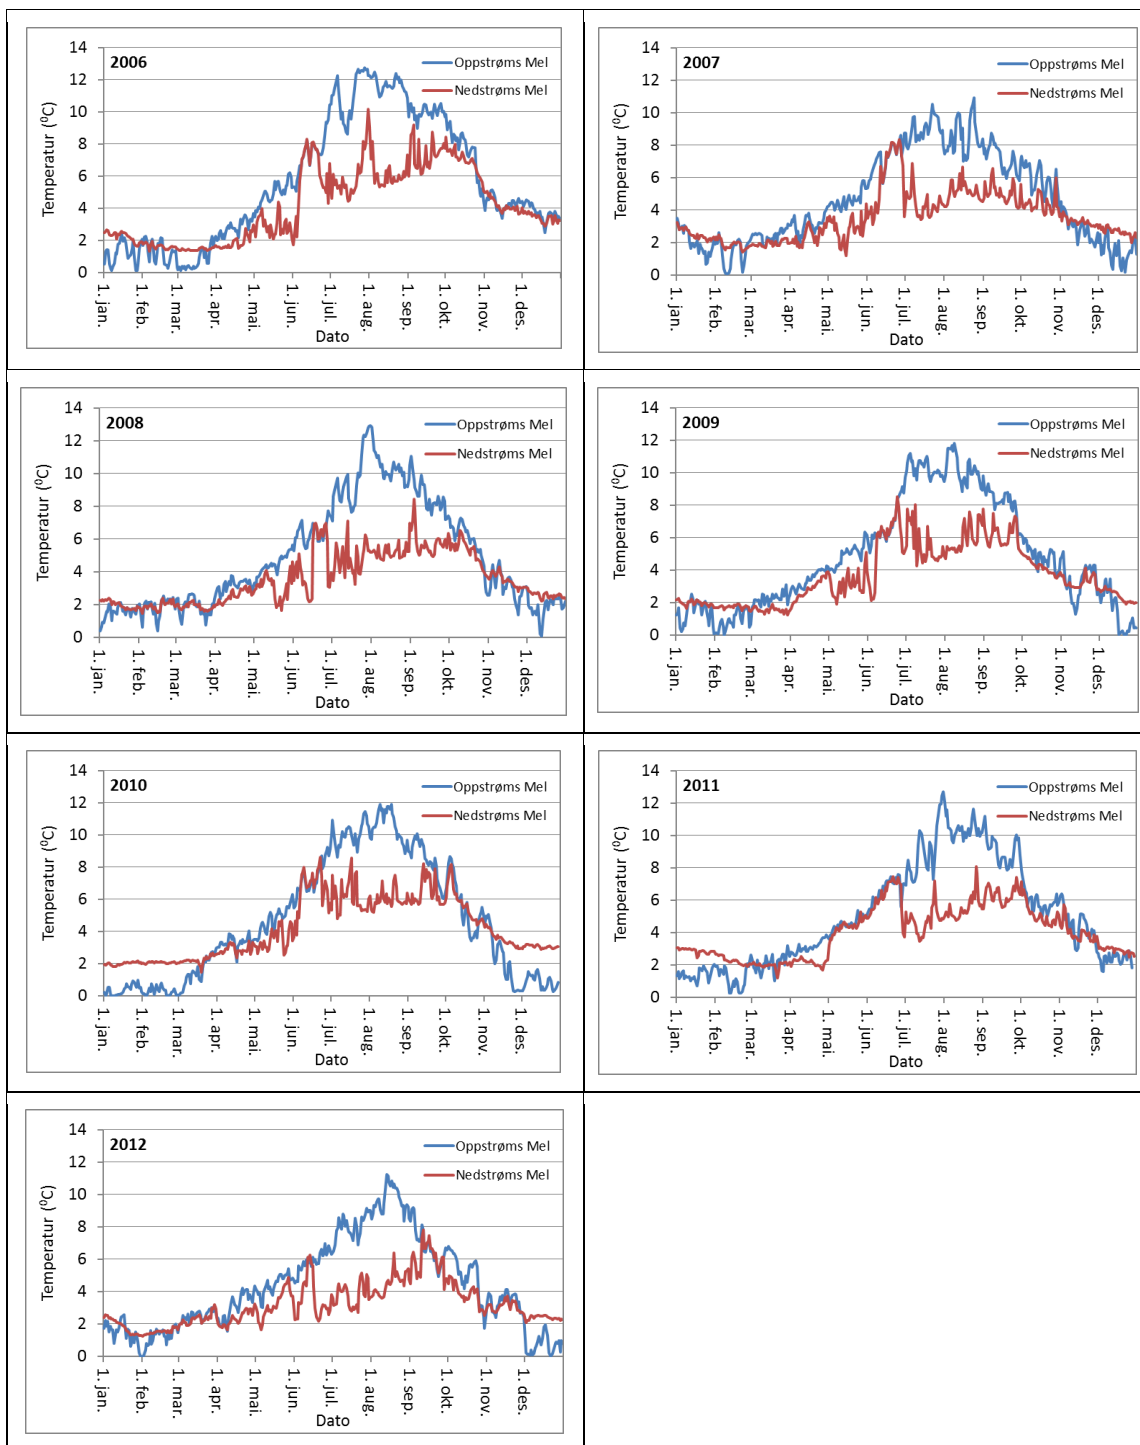 2006
Oppstrøms Mel
Nedstrøms Mel
Temperatur (⁰C)
14
12
10
8
6
4
2
0
1. jan.
1. feb.
1. mar.
1. apr.
1. mai.
1. jun.
1. jul.
1. aug.
1. sep.
1. okt.
1. nov.
1. des.
Dato
2007
Oppstrøms Mel
Nedstrøms Mel
Temperatur (⁰C)
14
12
10
8
6
4
2
0
1. jan.
1. feb.
1. mar.
1. apr.
1. mai.
1. jun.
1. jul.
1. aug.
1. sep.
1. okt.
1. nov.
1. des.
Dato
2008
Oppstrøms Mel
Nedstrøms Mel
Temperatur (⁰C)
14
12
10
8
6
4
2
0
1. jan.
1. feb.
1. mar.
1. apr.
1. mai.
1. jun.
1. jul.
1. aug.
1. sep.
1. okt.
1. nov.
1. des.
Dato
2009
Oppstrøms Mel
Nedstrøms Mel
Temperatur (⁰C)
14
12
10
8
6
4
2
0
1. jan.
1. feb.
1. mar.
1. apr.
1. mai.
1. jun.
1. jul.
1. aug.
1. sep.
1. okt.
1. nov.
1. des.
Dato
2010
Oppstrøms Mel
Nedstrøms Mel
Temperatur (⁰C)
14
12
10
8
6
4
2
0
1. jan.
1. feb.
1. mar.
1. apr.
1. mai.
1. jun.
1. jul.
1. aug.
1. sep.
1. okt.
1. nov.
1. des.
Dato
2011
Oppstrøms Mel
Nedstrøms Mel
Temperatur (⁰C)
14
12
10
8
6
4
2
0
1. jan.
1. feb.
1. mar.
1. apr.
1. mai.
1. jun.
1. jul.
1. aug.
1. sep.
1. okt.
1. nov.
1. des.
Dato
2012
Oppstrøms Mel
Nedstrøms Mel
Temperatur (⁰C)
14
12
10
8
6
4
2
0
1. jan.
1. feb.
1. mar.
1. apr.
1. mai.
1. jun.
1. jul.
1. aug.
1. sep.
1. okt.
1. nov.
1. des.
Dato